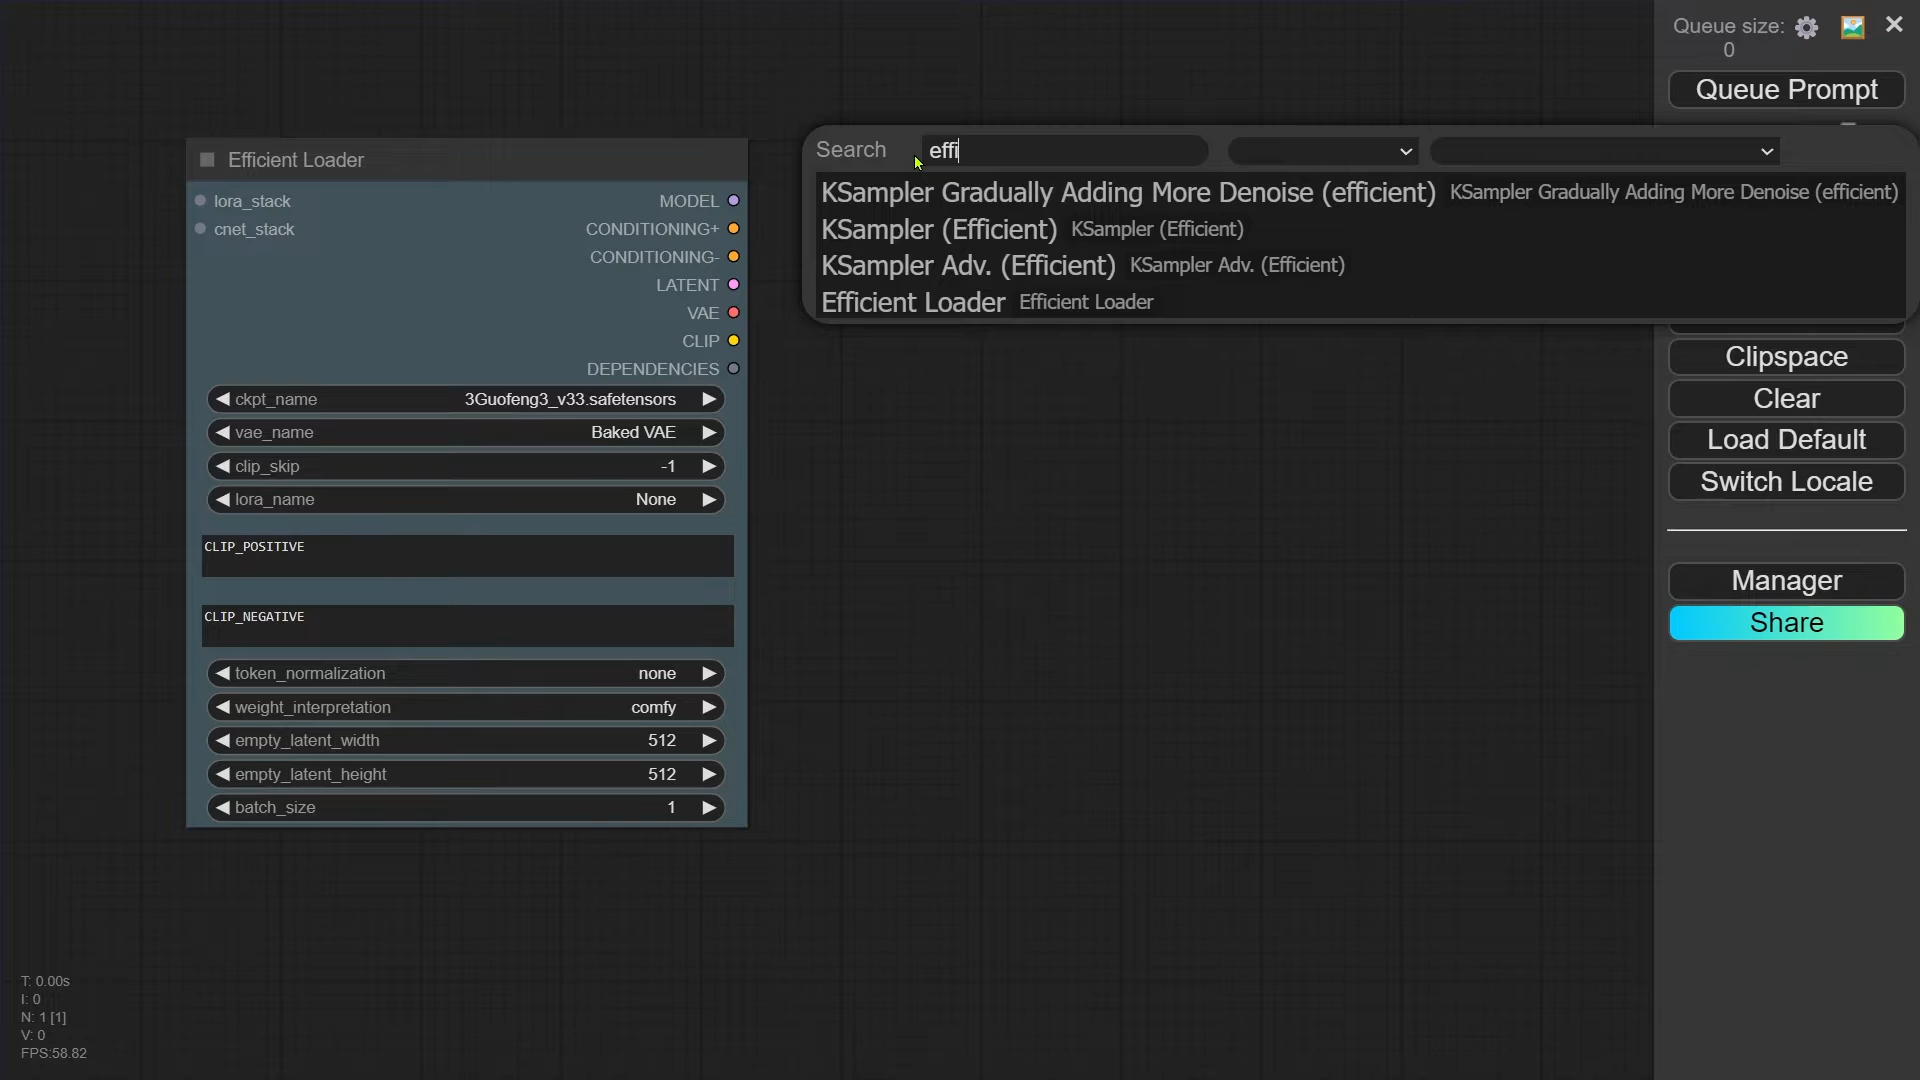 Queue size:
0
Queue Prompt
Search effi
KSampler Gradually Adding More Denoise (efficient) KSampler Gradually Adding More Denoise (efficient)
KSampler (Efficient) KSampler (Efficient)
KSampler Adv. (Efficient) KSampler Adv. (Efficient)
Efficient Loader Efficient Loader
Clipspace
Clear
Load Default
Switch Locale
Manager
Share
Efficient Loader
lora_stack MODEL
cnet_stack CONDITIONING+
CONDITIONING-
LATENT
VAE
CLIP
DEPENDENCIES
ckpt_name 3Guofeng3_v33.safetensors
vae_name Baked VAE
clip_skip -1
lora_name None
CLIP_POSITIVE
CLIP_NEGATIVE
token_normalization none
weight_interpretation comfy
empty_latent_width 512
empty_latent_height 512
batch_size 1
T: 0.00s
I: 0
N: 1 [1]
V: 0
FPS:58.82